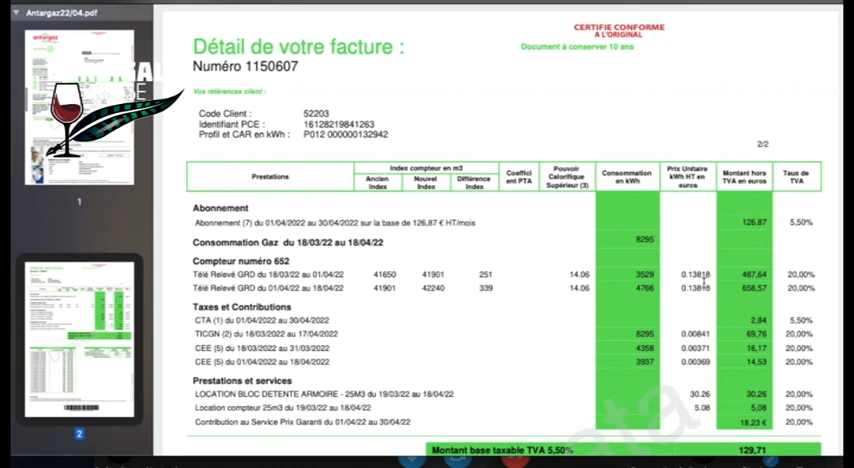 Antargaz22/04.pdf
antargaz
1
2
CERTIFIE CONFORME
A L'ORIGINAL
Document à conserver 10 ans
Détail de votre facture :
Numéro 1150607
Vos références client :
Code Client : 52203
Identifiant PCE : 16128219841263
Profil et CAR en kWh : P012 000000132942
2/2
Prestations
Index compteur en m3
Ancien Index
Nouvel Index
Différence Index
Coeffici ent PTA
Pouvoir Calorifique Supérieur (3)
Consommation en kWh
Prix Unitaire kWh HT en euros
Montant hors TVA en euros
Taux de TVA
Abonnement
Abonnement (7) du 01/04/2022 au 30/04/2022 sur la base de 126,87 € HT/mois 126,87 5,50%
Consommation Gaz du 18/03/22 au 18/04/22 8295
Compteur numéro 652
Télé Relevé GRD du 18/03/22 au 01/04/22 41650 41901 251 14.06 3529 0.13818 487,64 20,00%
Télé Relevé GRD du 01/04/22 au 18/04/22 41901 42240 339 14.06 4766 0.13818 658,57 20,00%
Taxes et Contributions
CTA (1) du 01/04/2022 au 30/04/2022 2,84 5,50%
TICGN (2) du 18/03/2022 au 17/04/2022 8295 0.00841 69,76 20,00%
CEE (5) du 18/03/2022 au 31/03/2022 4358 0.00371 16,17 20,00%
CEE (5) du 01/04/2022 au 18/04/2022 3937 0.00369 14,53 20,00%
Prestations et services
LOCATION BLOC DETENTE ARMOIRE - 25M3 du 19/03/22 au 18/04/22 30.26 30,26 20,00%
Location compteur 25m3 du 19/03/22 au 18/04/22 5.08 5,08 20,00%
Contribution au Service Prix Garanti du 01/04/22 au 30/04/22 18,23 € 20,00%
Montant base taxable TVA 5,50% 129,71